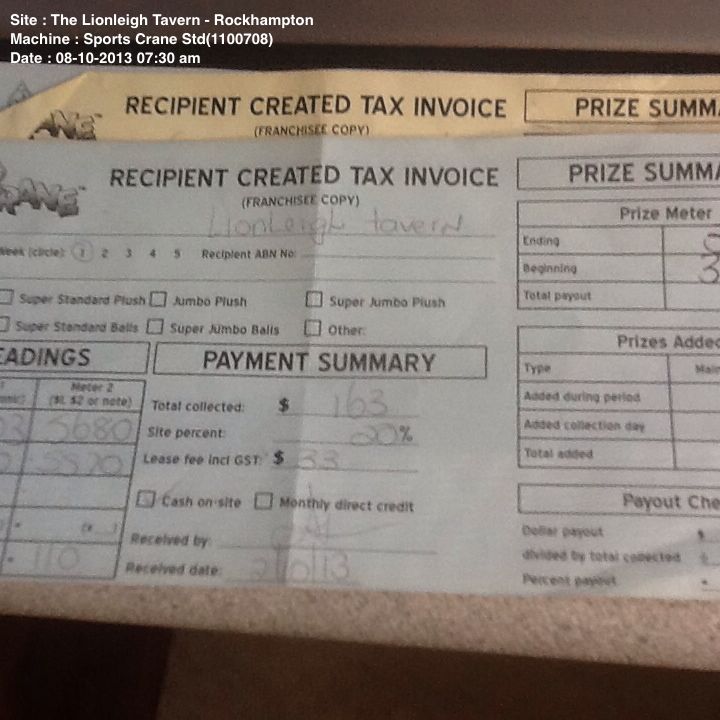 Site : The Lionleigh Tavern - Rockhampton
Machine : Sports Crane Std(1100708)
Date : 08-10-2013 07:30 am
RECIPIENT CREATED TAX INVOICE
(FRANCHISEE COPY)
PRIZE SUMMA
RANE™
RECIPIENT CREATED TAX INVOICE
(FRANCHISEE COPY)
Lionleigh tavern
Week (circle): 1 2 3 4 5 Recipient ABN No:
Super Standard Plush Jumbo Plush Super Jumbo Plush
Super Standard Balls Super Jumbo Balls Other:
EADINGS
Meter 2
($1, $2 or note)
5680
5570
110
PAYMENT SUMMARY
Total collected: $ 163
Site percent: 20%
Lease fee incl GST: $ 33
Cash on-site Monthly direct credit
Received by:
Received date:
PRIZE SUMMA
Prize Meter
Ending
Beginning 3
Total payout
Prizes Added
Type Main
Added during period
Added collection day
Total added
Payout Che
Dollar payout $
divided by total collected ÷
Percent payout =